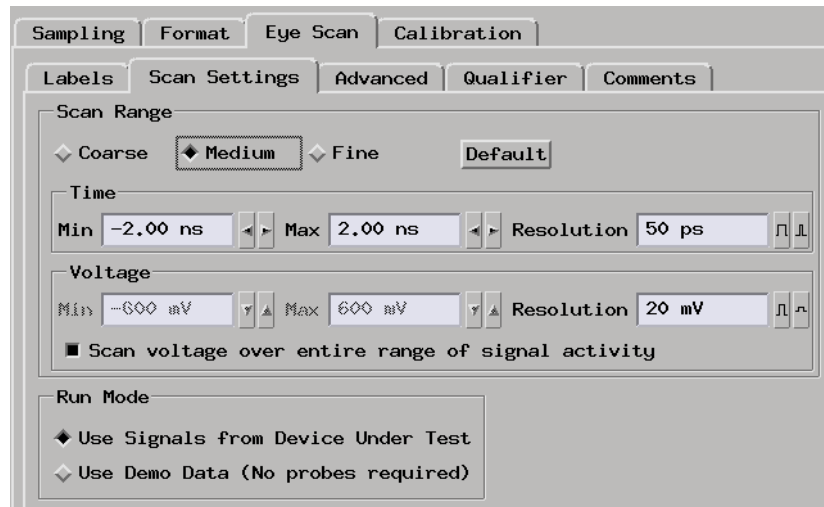 Sampling Format Eye Scan Calibration
Labels Scan Settings Advanced Qualifier Comments
Scan Range
Coarse Medium Fine Default
Time
Min -2.00 ns Max 2.00 ns Resolution 50 ps
Voltage
Min -600 mV Max 600 mV Resolution 20 mV
Scan voltage over entire range of signal activity
Run Mode
Use Signals from Device Under Test
Use Demo Data (No probes required)